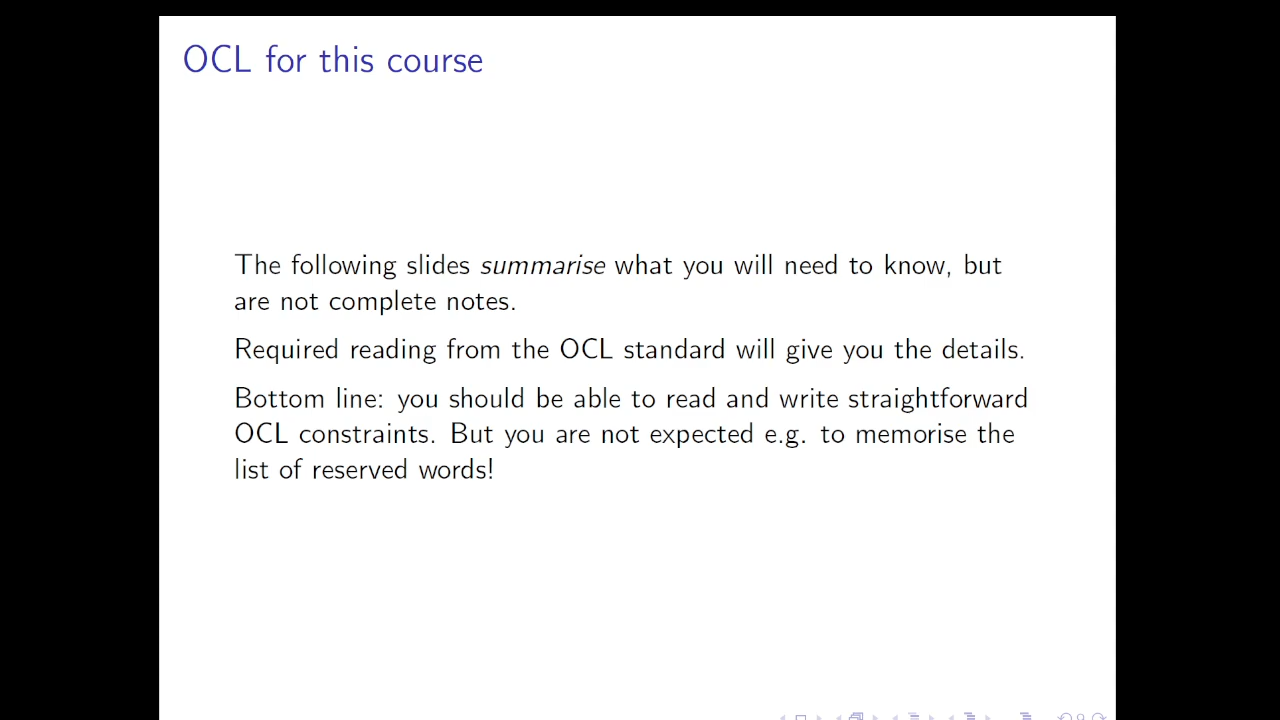 OCL for this course
The following slides summarise what you will need to know, but
are not complete notes.
Required reading from the OCL standard will give you the details.
Bottom line: you should be able to read and write straightforward
OCL constraints. But you are not expected e.g. to memorise the
list of reserved words!